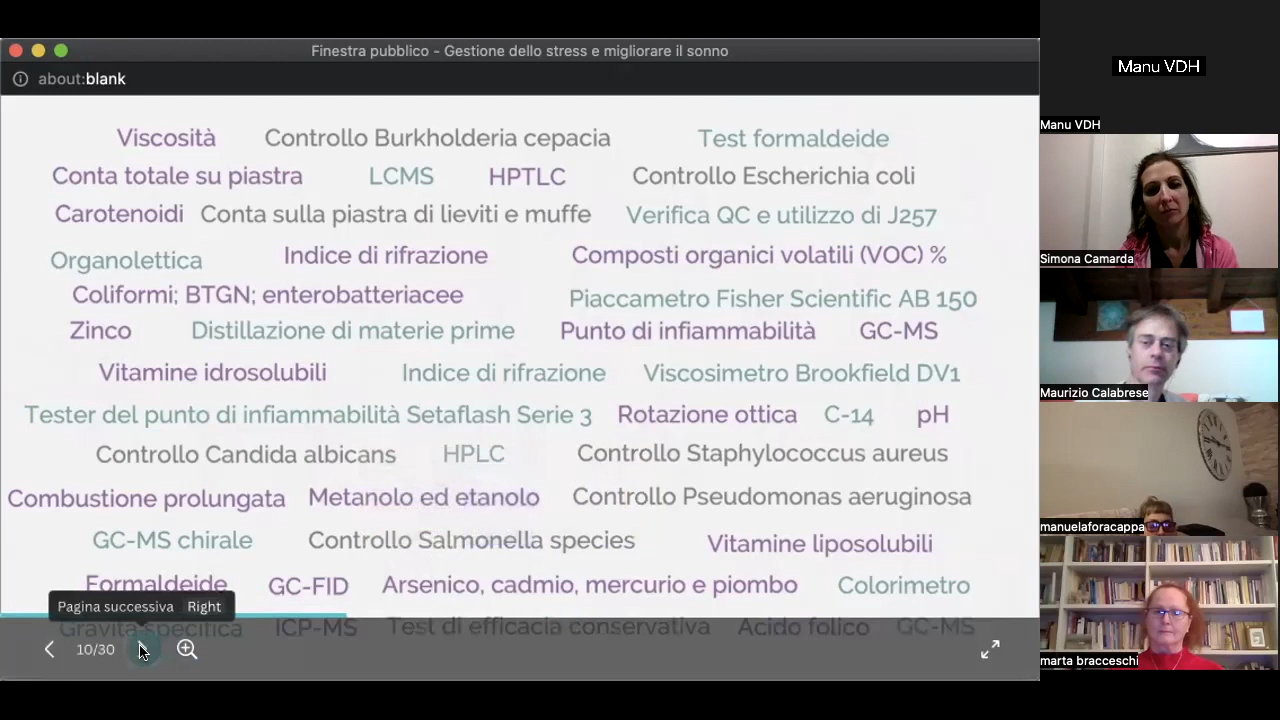 Finestra pubblico - Gestione dello stress e migliorare il sonno
about:blank
Viscosità Controllo Burkholderia cepacia Test formaldeide
Conta totale su piastra LCMS HPTLC Controllo Escherichia coli
Carotenoidi Conta sulla piastra di lieviti e muffe Verifica QC e utilizzo di J257
Organolettica Indice di rifrazione Composti organici volatili (VOC) %
Coliformi; BTGN; enterobatteriacee Piaccametro Fisher Scientific AB 150
Zinco Distillazione di materie prime Punto di infiammabilità GC-MS
Vitamine idrosolubili Indice di rifrazione Viscosimetro Brookfield DV1
Tester del punto di infiammabilità Setaflash Serie 3 Rotazione ottica C-14 pH
Controllo Candida albicans HPLC Controllo Staphylococcus aureus
Combustione prolungata Metanolo ed etanolo Controllo Pseudomonas aeruginosa
GC-MS chirale Controllo Salmonella species Vitamine liposolubili
Formaldeide GC-FID Arsenico, cadmio, mercurio e piombo Colorimetro
Pagina successiva Right
Gravità specifica ICP-MS Test di efficacia conservativa Acido folico GC-MS
10/30
Manu VDH
Manu VDH
Simona Camarda
Maurizio Calabrese
manuelaforacappa
marta bracceschi